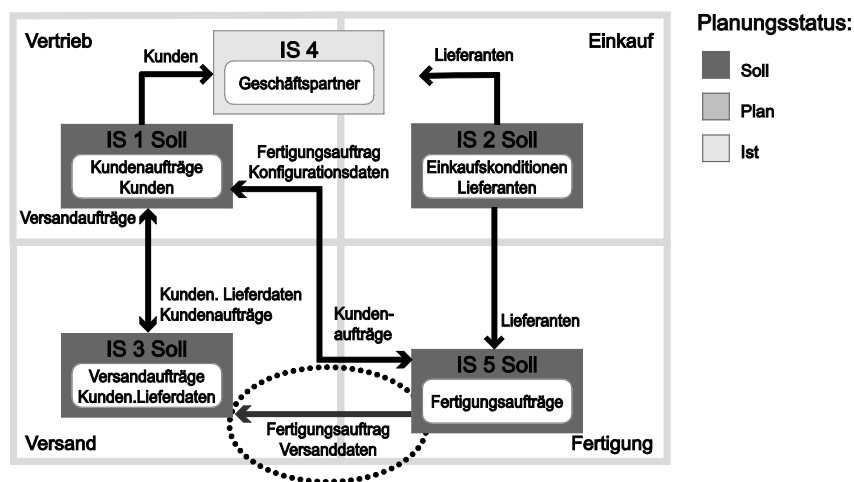 Vertrieb
IS 4
Geschäftspartner
Einkauf
Planungsstatus:
Soll
Plan
Ist
Kunden
Lieferanten
IS 1 Soll
Kundenaufträge
Kunden
Fertigungsauftrag
Konfigurationsdaten
IS 2 Soll
Einkaufskonditionen
Lieferanten
Versandaufträge
Kunden. Lieferdaten
Kundenaufträge
Kunden-
aufträge
Lieferanten
IS 3 Soll
Versandaufträge
Kunden.Lieferdaten
IS 5 Soll
Fertigungsaufträge
Fertigungsauftrag
Versanddaten
Versand
Fertigung